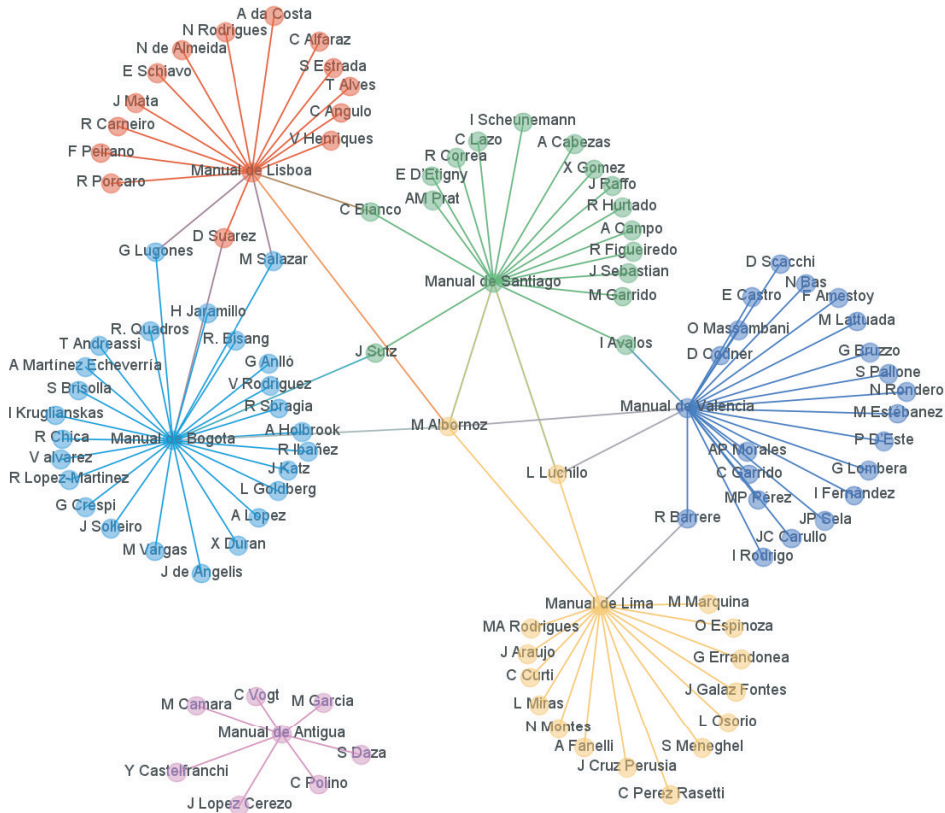 A da Costa
N Rodrigues
C Alfaraz
N de Almeida
S Estrada
E Schiavo
T Alves
J Mata
C Angulo
R Carneiro
V Henriques
F Peirano
Manual de Lisboa
R Porcaro
I Scheunemann
C Lazo
A Cabezas
R Correa
X Gomez
E D'Etigny
J Raffo
AM Prat
R Hurtado
C Bianco
A Campo
D Suarez
R Figueiredo
G Lugones
M Salazar
J Sebastian
Manual de Santiago
M Garrido
D Scacchi
N Bas
E Castro
F Amestoy
H Jaramillo
M Lattuada
R. Quadros
O Massambani
R. Bisang
T Andreassi
J Sutz
I Avalos
D Codner
G Bruzzo
A Martínez Echeverría
G Anlló
S Pallone
S Brisolla
V Rodriguez
N Rondero
I Kruglianskas
R Sbragia
Manual de Valencia
M Estébanez
R Chica
Manual de Bogota
A Holbrook
M Albornoz
P D-Este
V alvarez
R Ibañez
AP Morales
R Lopez-Martinez
J Katz
L Luchilo
C Garrido
G Lombera
L Goldberg
MP Pérez
I Fernández
G Crespi
A Lopez
R Barrere
JP Sela
J Solleiro
JC Carullo
M Vargas
X Duran
I Rodrigo
J de Angelis
Manual de Lima
M Marquina
MA Rodrigues
O Espinoza
J Araujo
G Errandonea
C Curti
J Galaz Fontes
L Miras
L Osorio
N Montes
A Fanelli
S Meneghel
J Cruz Perusia
C Perez Rasetti
C Vogt
M Garcia
M Camara
Manual de Antigua
S Daza
Y Castelfranchi
C Polino
J Lopez Cerezo